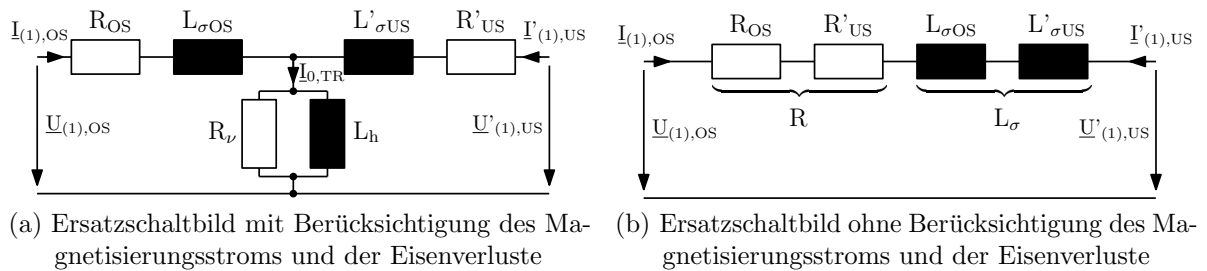 R_OS L_σOS L'_σUS R'_US
I_(1),OS I'_(1),US
I_0,TR
U_(1),OS R_ν L_h U'_(1),US
(a) Ersatzschaltbild mit Berücksichtigung des Ma-
gnetisierungsstroms und der Eisenverluste
R_OS R'_US L_σOS L'_σUS
I_(1),OS I'_(1),US
R L_σ
U_(1),OS U'_(1),US
(b) Ersatzschaltbild ohne Berücksichtigung des Ma-
gnetisierungsstroms und der Eisenverluste